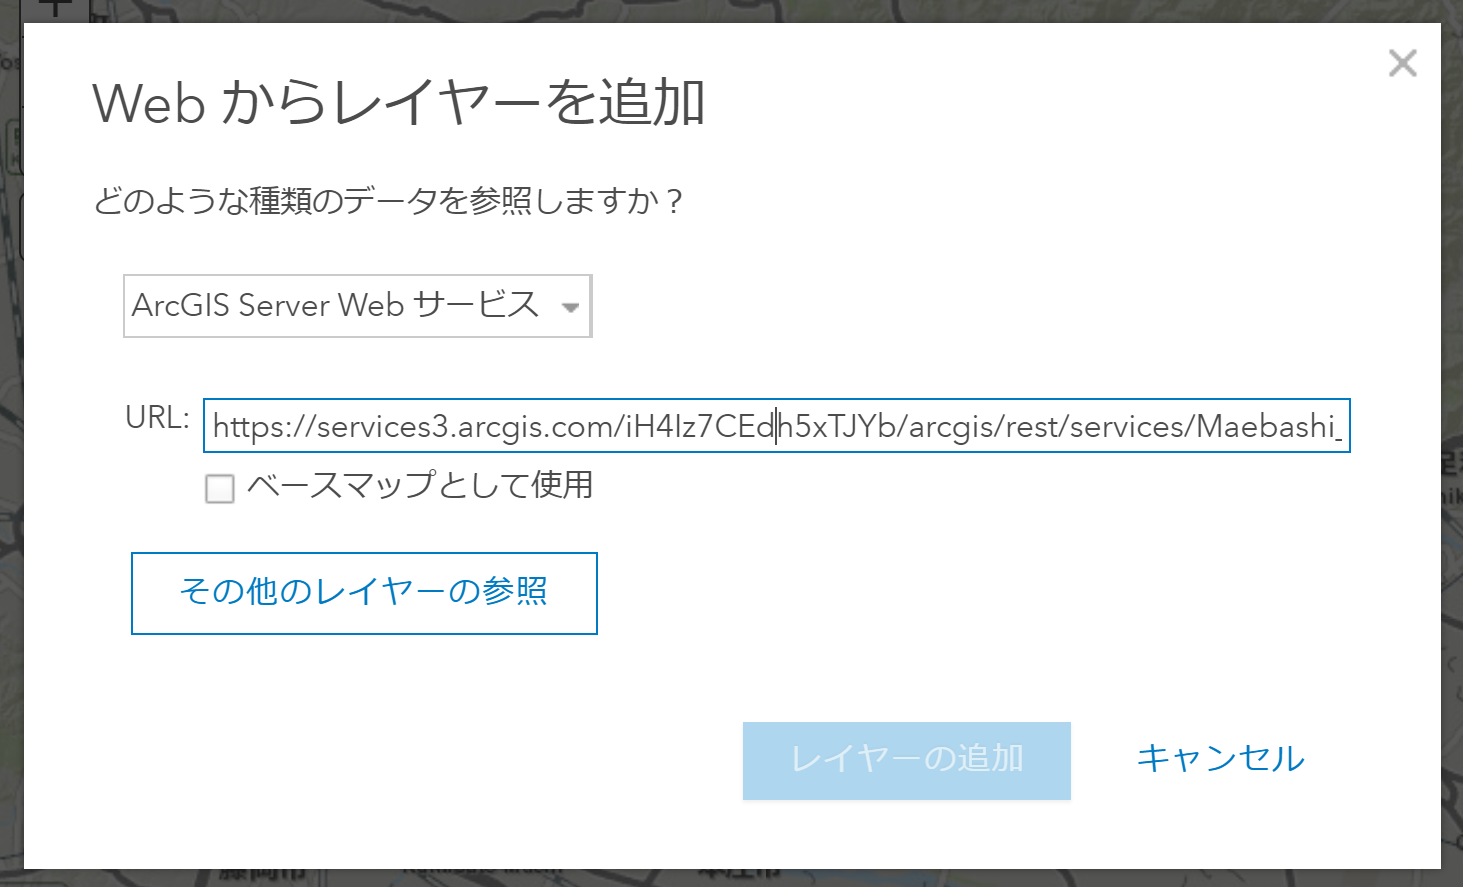 Web からレイヤーを追加
どのような種類のデータを参照しますか？
ArcGIS Server Web サービス
URL: https://services3.arcgis.com/iH4Iz7CEdh5xTJYb/arcgis/rest/services/Maebashi_
ベースマップとして使用
その他のレイヤーの参照
レイヤーの追加 キャンセル